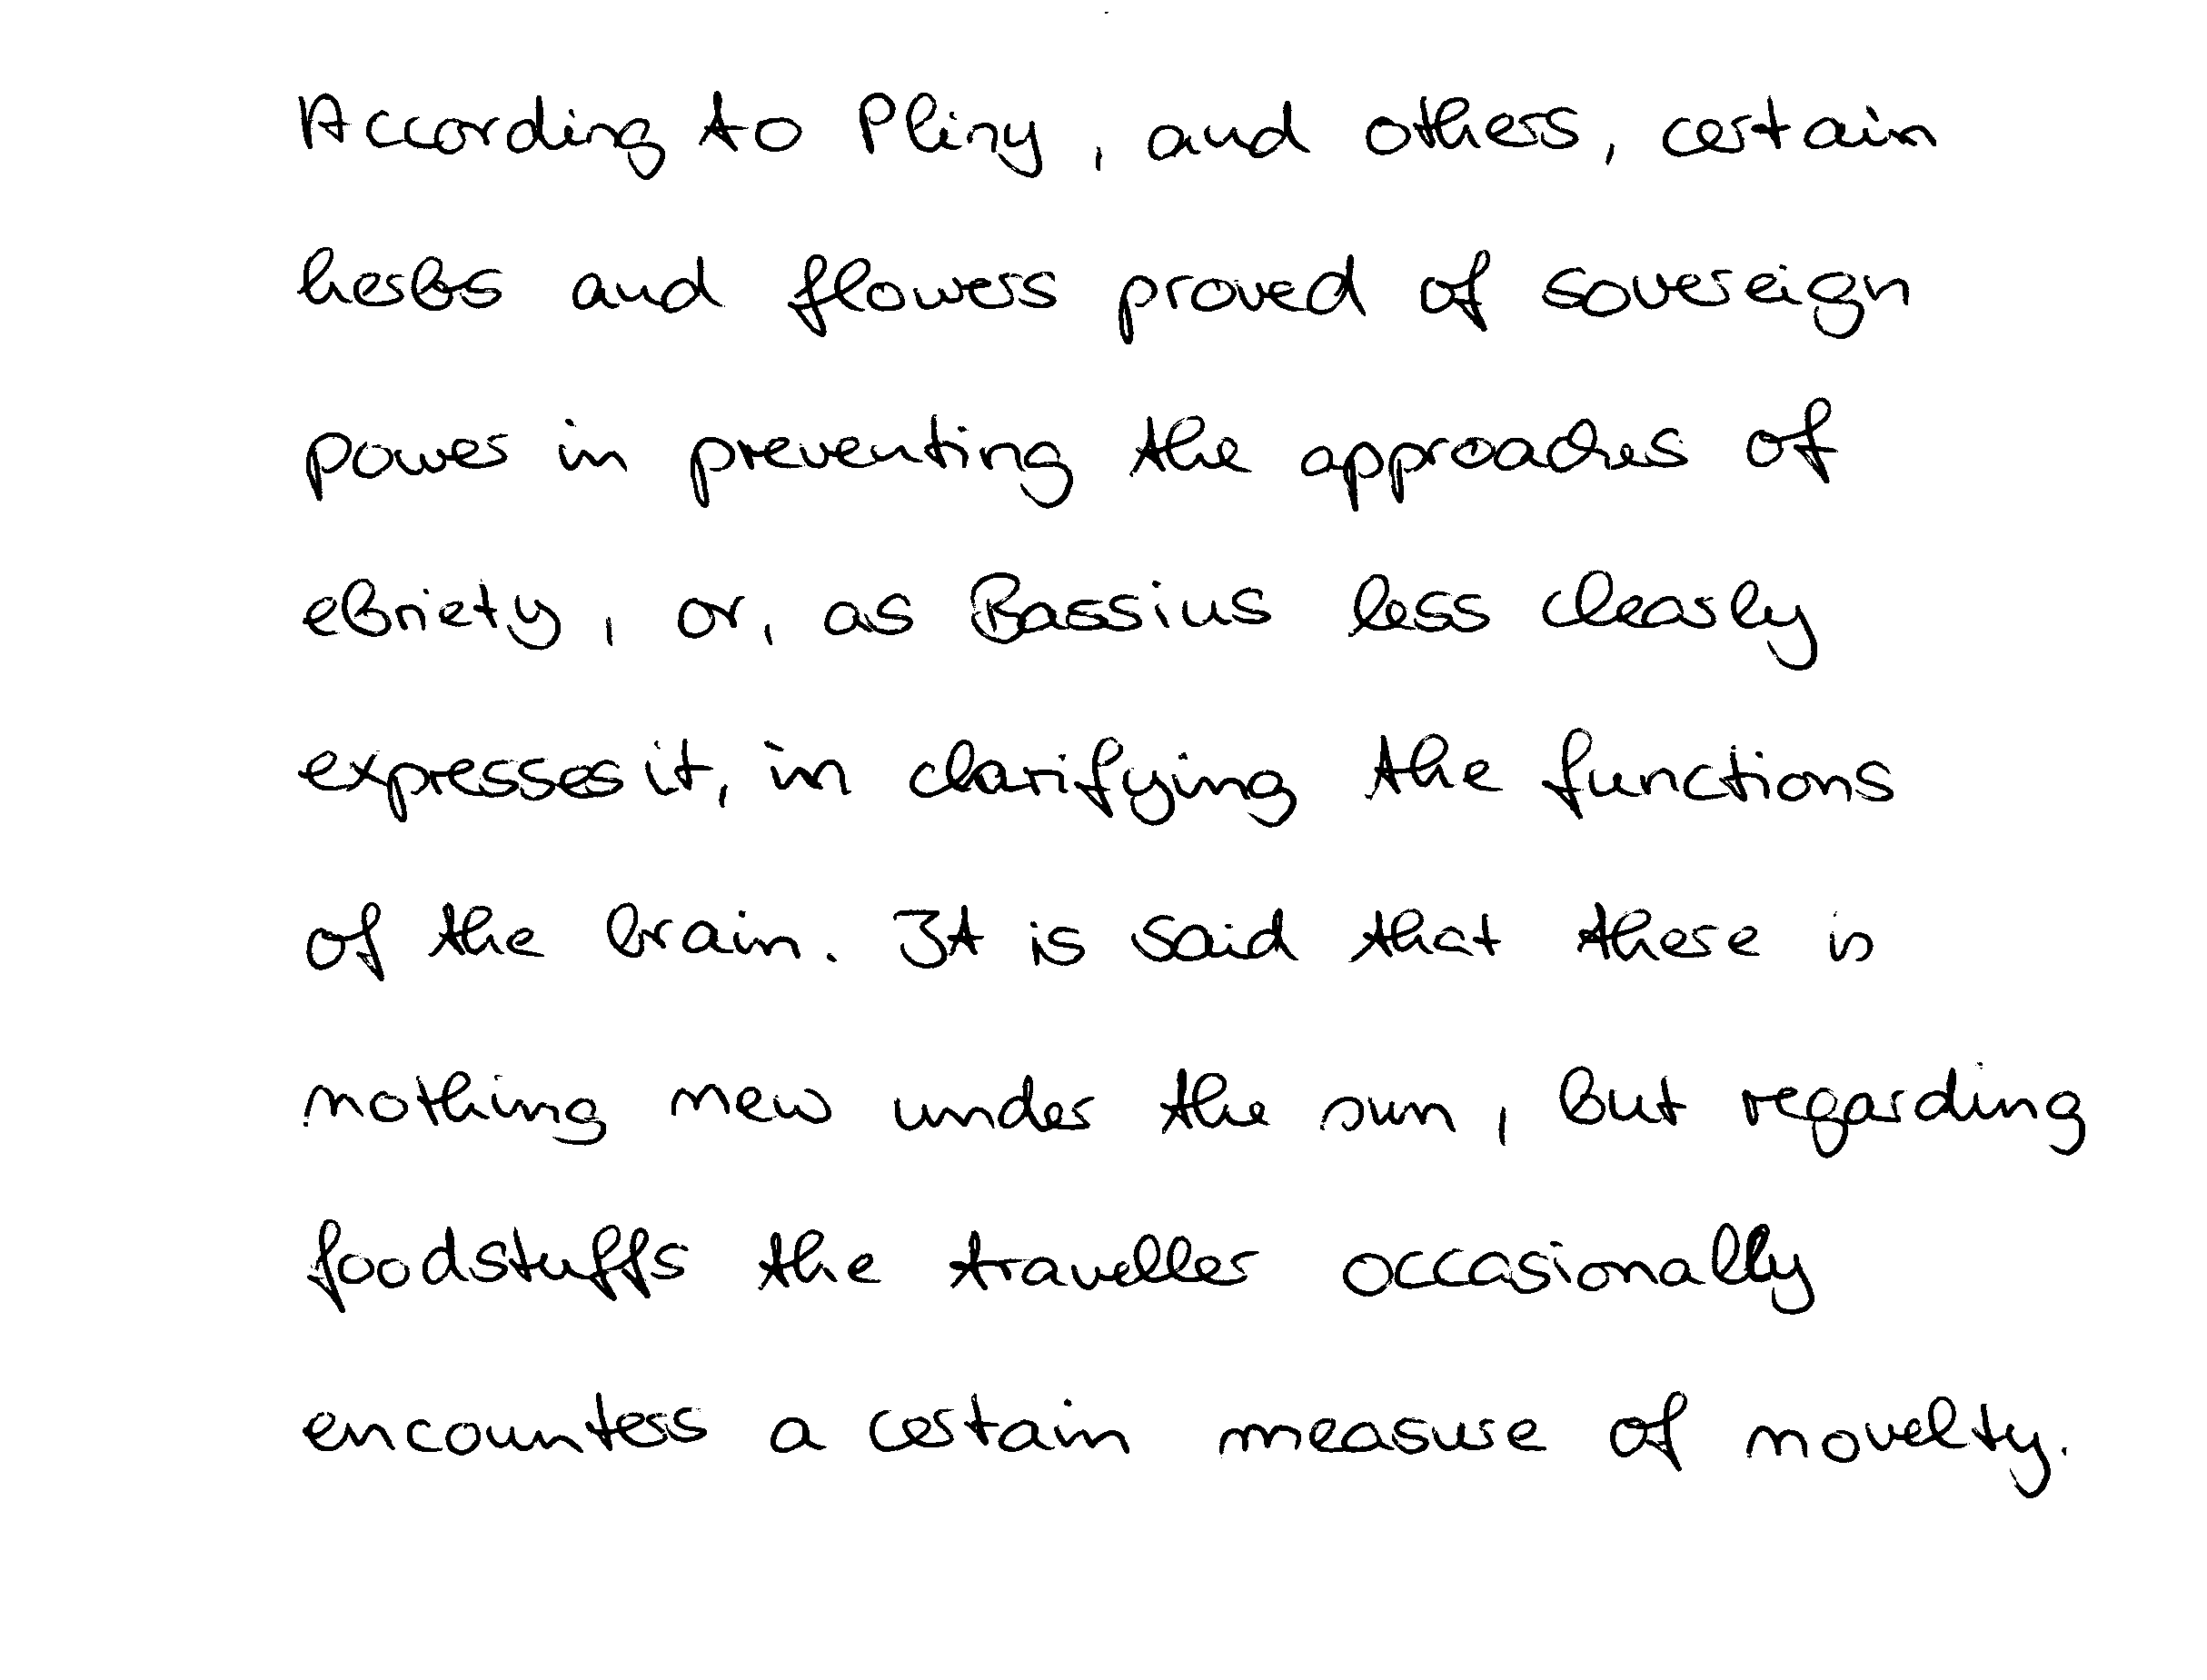 According to Pliny, and others, certain
herbs and flowers proved of sovereign
power in preventing the approaches of
ebriety, or, as Bassius less clearly
expresses it, in clarifying the functions
of the brain. It is said that there is
nothing new under the sun, but regarding
foodstuffs the traveller occasionally
encounters a certain measure of novelty.